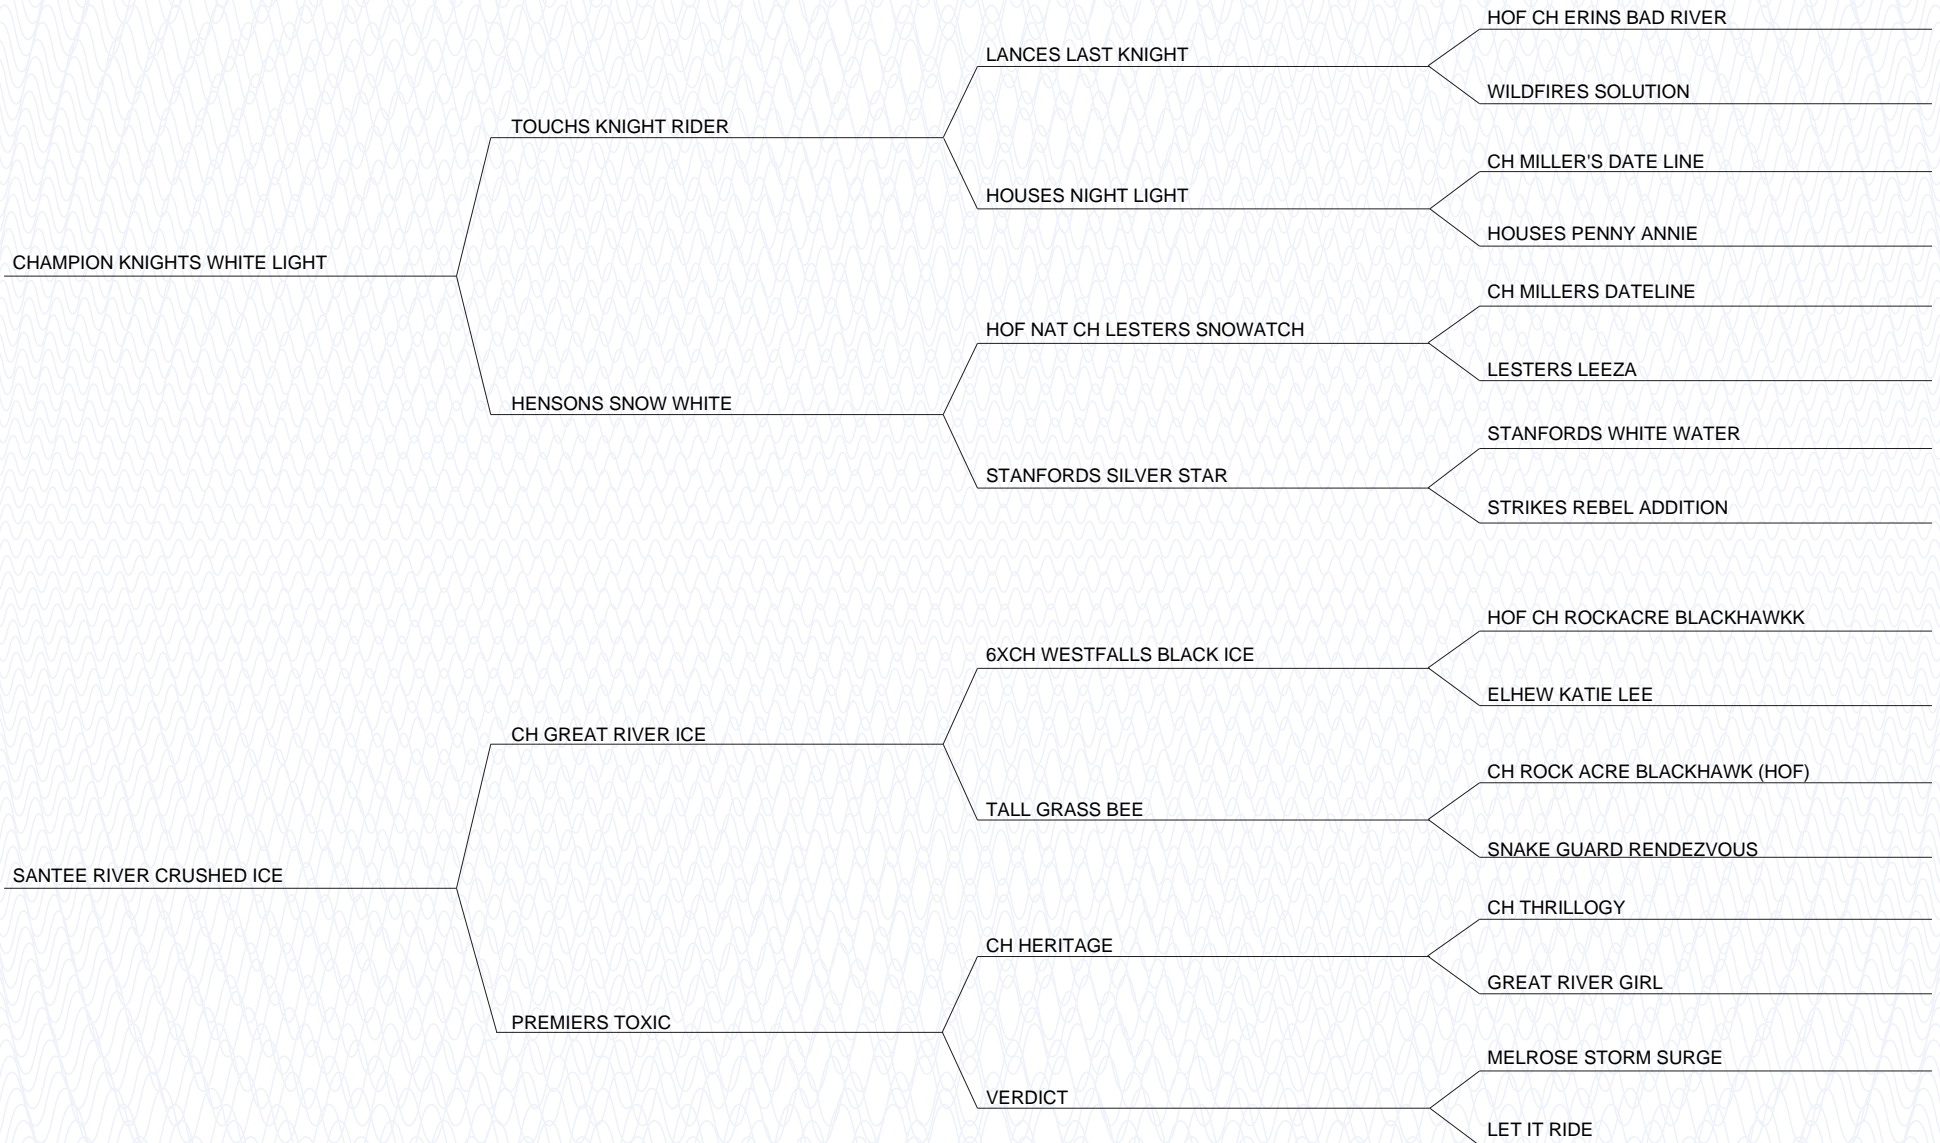 HOF CH ERINS BAD RIVER
LANCES LAST KNIGHT
WILDFIRES SOLUTION
TOUCHS KNIGHT RIDER
CH MILLER'S DATE LINE
HOUSES NIGHT LIGHT
HOUSES PENNY ANNIE
CHAMPION KNIGHTS WHITE LIGHT
CH MILLERS DATELINE
HOF NAT CH LESTERS SNOWATCH
LESTERS LEEZA
HENSONS SNOW WHITE
STANFORDS WHITE WATER
STANFORDS SILVER STAR
STRIKES REBEL ADDITION
HOF CH ROCKACRE BLACKHAWKK
6XCH WESTFALLS BLACK ICE
ELHEW KATIE LEE
CH GREAT RIVER ICE
CH ROCK ACRE BLACKHAWK (HOF)
TALL GRASS BEE
SNAKE GUARD RENDEZVOUS
SANTEE RIVER CRUSHED ICE
CH THRILLOGY
CH HERITAGE
GREAT RIVER GIRL
PREMIERS TOXIC
MELROSE STORM SURGE
VERDICT
LET IT RIDE